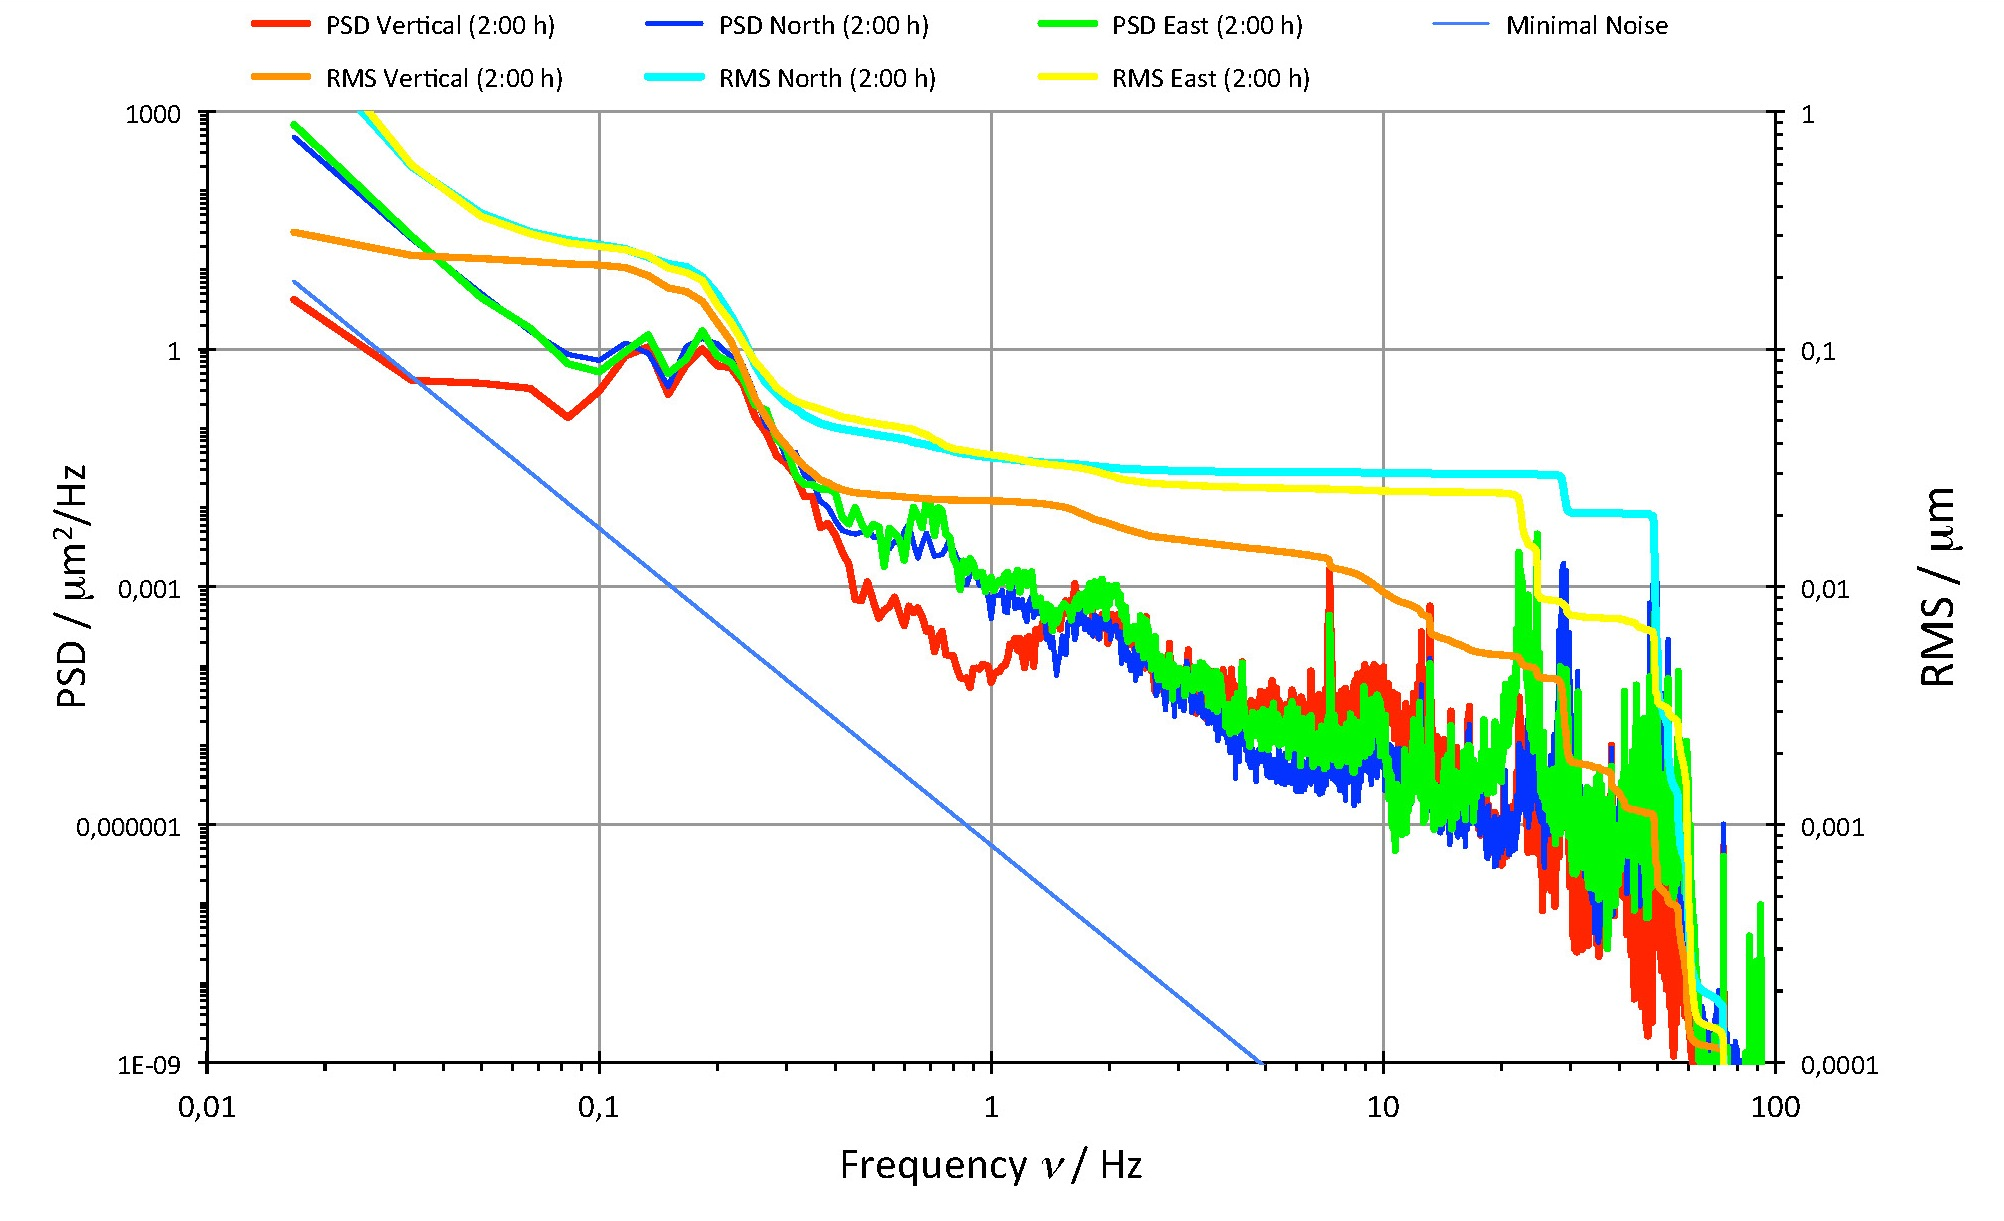 PSD Vertical (2:00 h) PSD North (2:00 h) PSD East (2:00 h) Minimal Noise
RMS Vertical (2:00 h) RMS North (2:00 h) RMS East (2:00 h)
1000 1
1 0,1
0,001 0,01
0,000001 0,001
1E-09 0,0001
PSD / μm²/Hz
RMS / μm
0,01 0,1 1 10 100
Frequency ν / Hz